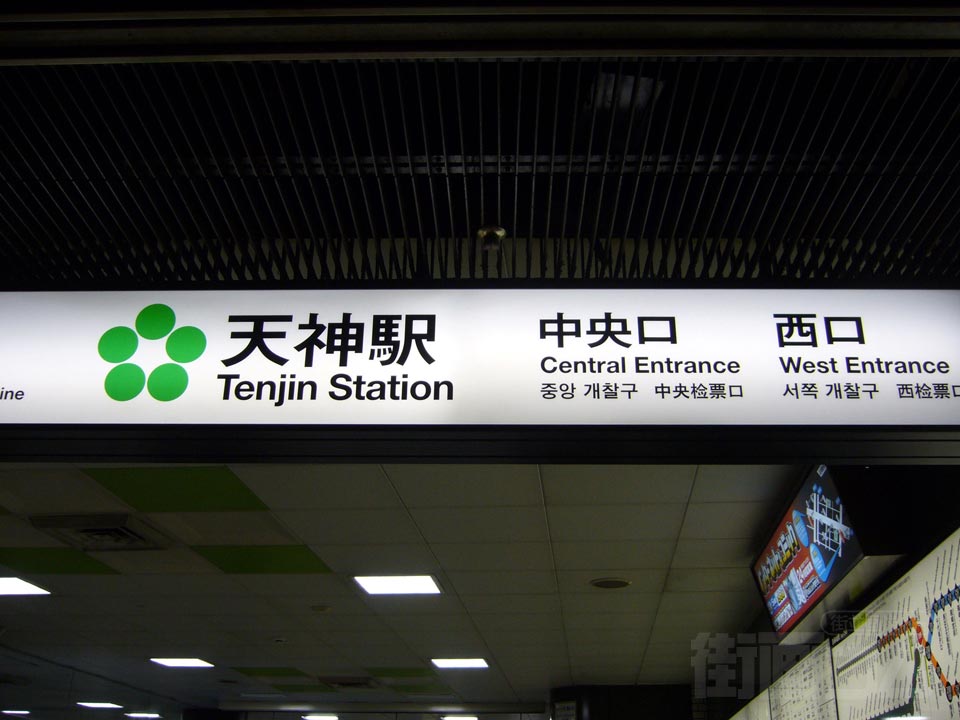 ine
天神駅
Tenjin Station
中央口
Central Entrance
중앙 개찰구 中央检票口
西口
West Entrance
서쪽 개찰구 西检票口